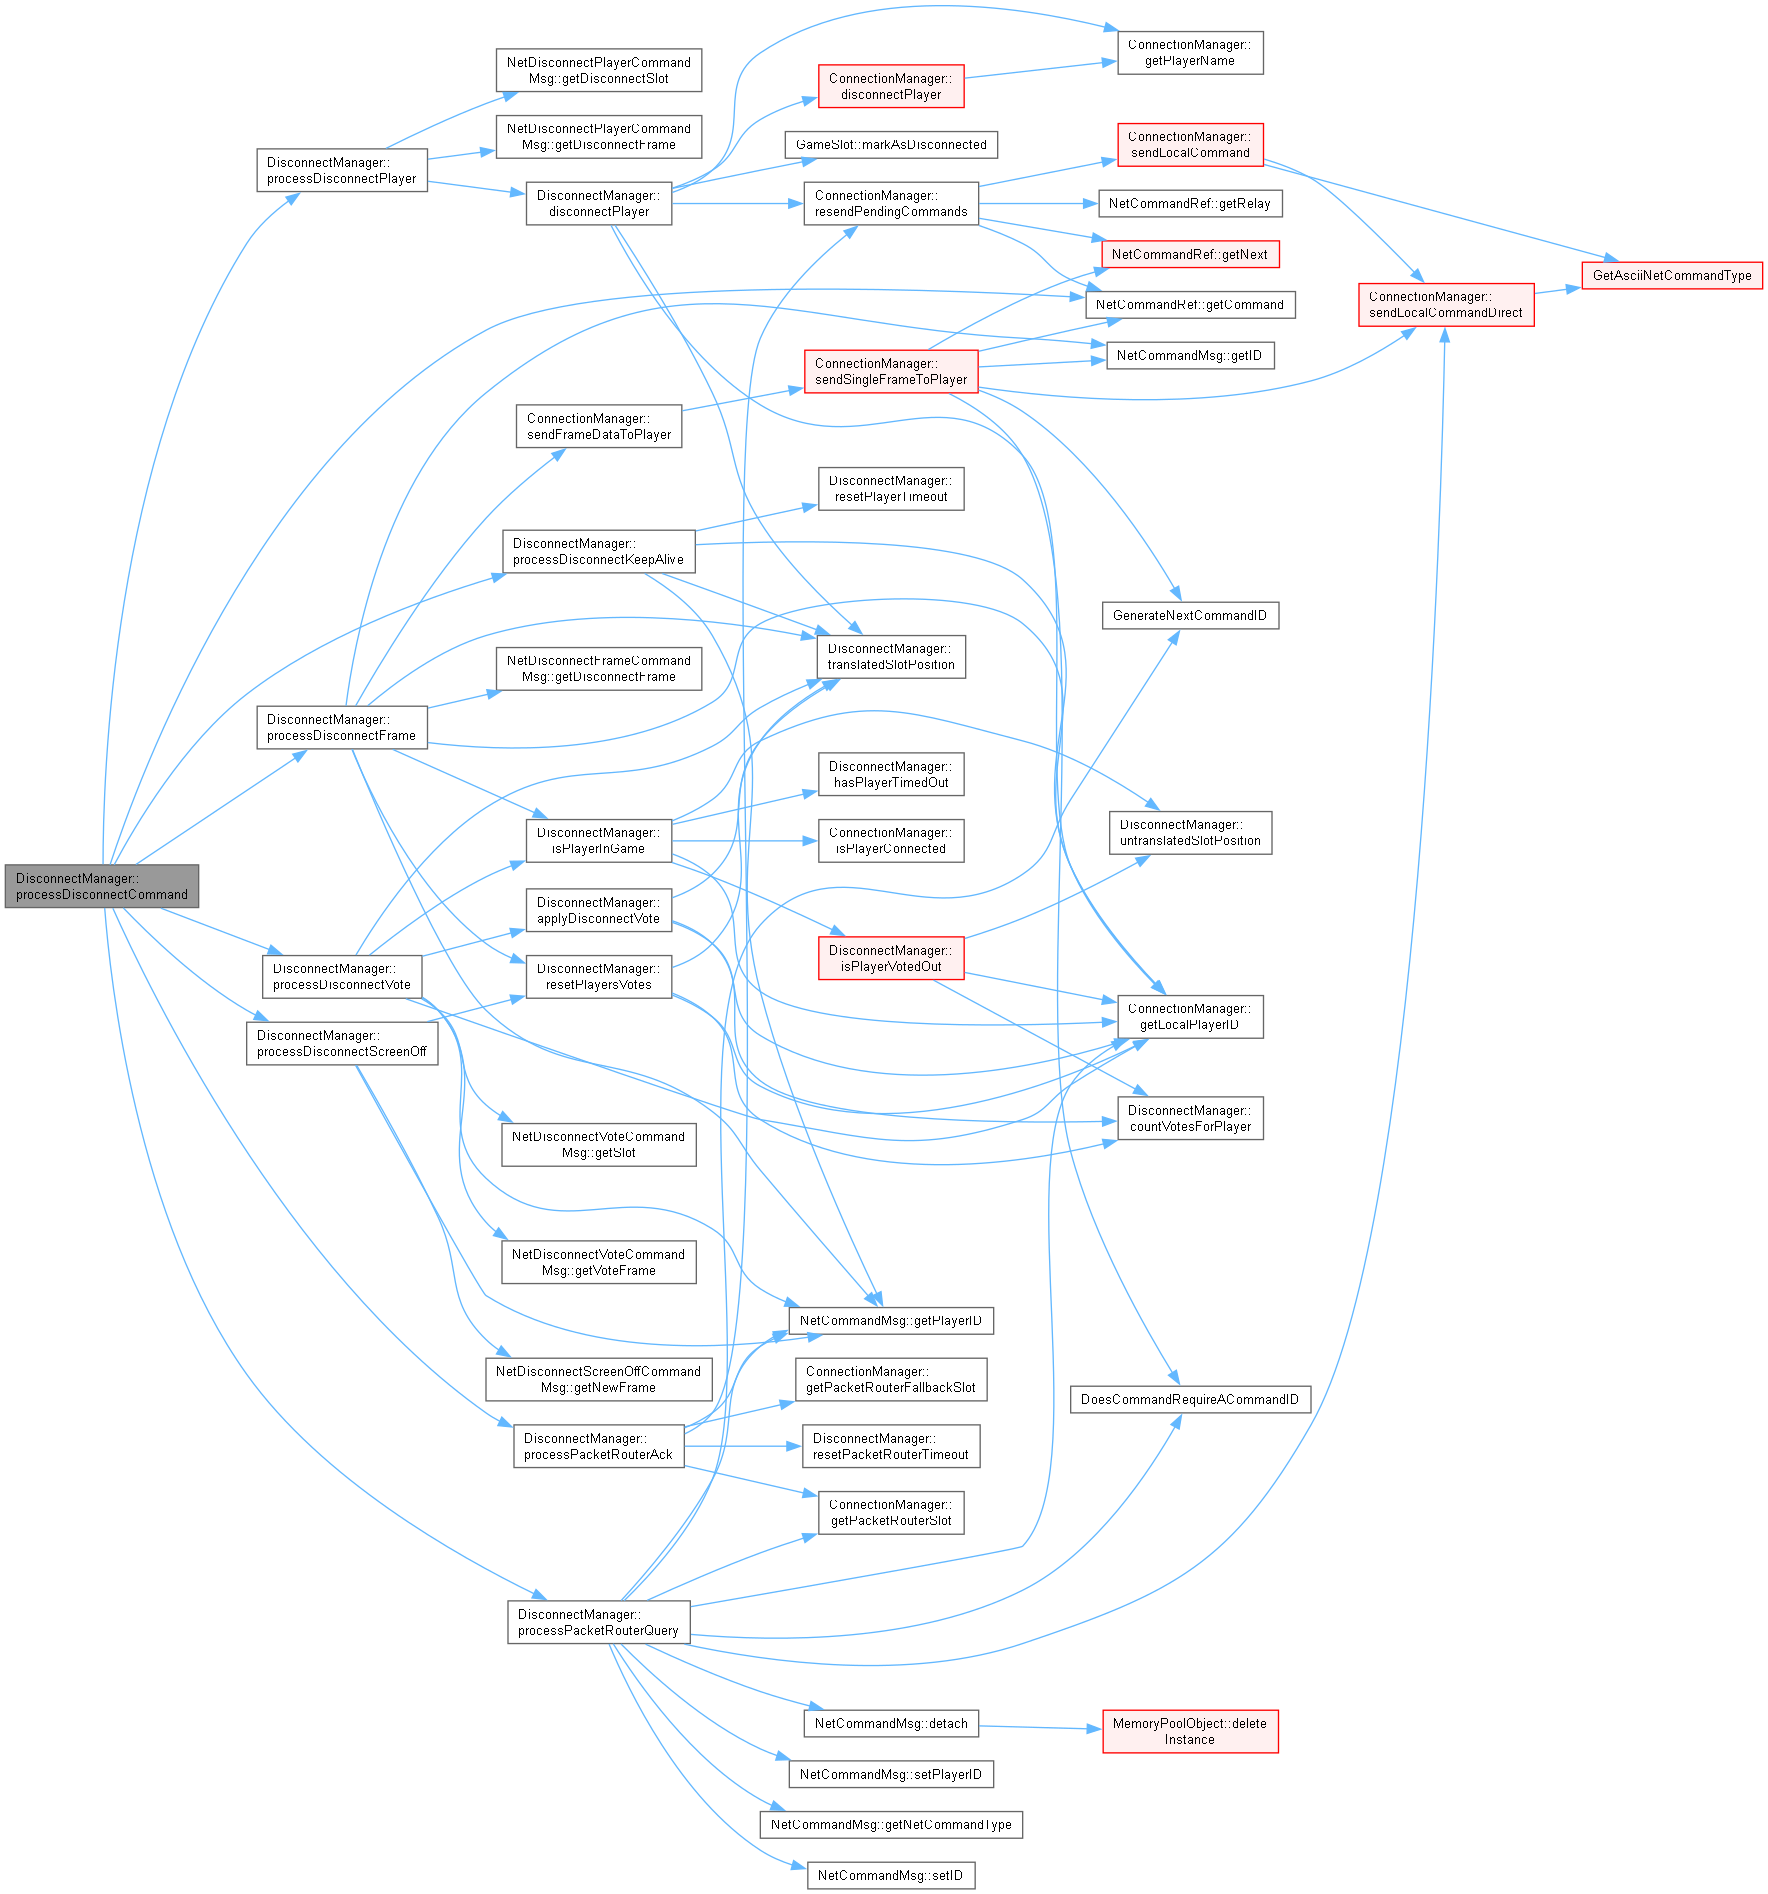 DisconnectManager::
processDisconnectCommand
DisconnectManager::
processDisconnectPlayer
NetDisconnectPlayerCommand
Msg::getDisconnectSlot
NetDisconnectPlayerCommand
Msg::getDisconnectFrame
DisconnectManager::
disconnectPlayer
ConnectionManager::
getPlayerName
ConnectionManager::
disconnectPlayer
GameSlot::markAsDisconnected
ConnectionManager::
resendPendingCommands
ConnectionManager::
sendLocalCommand
NetCommandRef::getRelay
NetCommandRef::getNext
NetCommandRef::getCommand
GetAsciiNetCommandType
ConnectionManager::
sendLocalCommandDirect
NetCommandMsg::getID
ConnectionManager::
sendSingleFrameToPlayer
ConnectionManager::
sendFrameDataToPlayer
DisconnectManager::
resetPlayerTimeout
DisconnectManager::
processDisconnectKeepAlive
GenerateNextCommandID
DisconnectManager::
translatedSlotPosition
NetDisconnectFrameCommand
Msg::getDisconnectFrame
DisconnectManager::
processDisconnectFrame
DisconnectManager::
hasPlayerTimedOut
DisconnectManager::
untranslatedSlotPosition
DisconnectManager::
isPlayerInGame
ConnectionManager::
isPlayerConnected
DisconnectManager::
applyDisconnectVote
DisconnectManager::
isPlayerVotedOut
DisconnectManager::
processDisconnectVote
DisconnectManager::
resetPlayersVotes
ConnectionManager::
getLocalPlayerID
DisconnectManager::
processDisconnectScreenOff
DisconnectManager::
countVotesForPlayer
NetDisconnectVoteCommand
Msg::getSlot
NetDisconnectVoteCommand
Msg::getVoteFrame
NetCommandMsg::getPlayerID
NetDisconnectScreenOffCommand
Msg::getNewFrame
ConnectionManager::
getPacketRouterFallbackSlot
DoesCommandRequireACommandID
DisconnectManager::
processPacketRouterAck
DisconnectManager::
resetPacketRouterTimeout
ConnectionManager::
getPacketRouterSlot
DisconnectManager::
processPacketRouterQuery
NetCommandMsg::detach
MemoryPoolObject::delete
Instance
NetCommandMsg::setPlayerID
NetCommandMsg::getNetCommandType
NetCommandMsg::setID